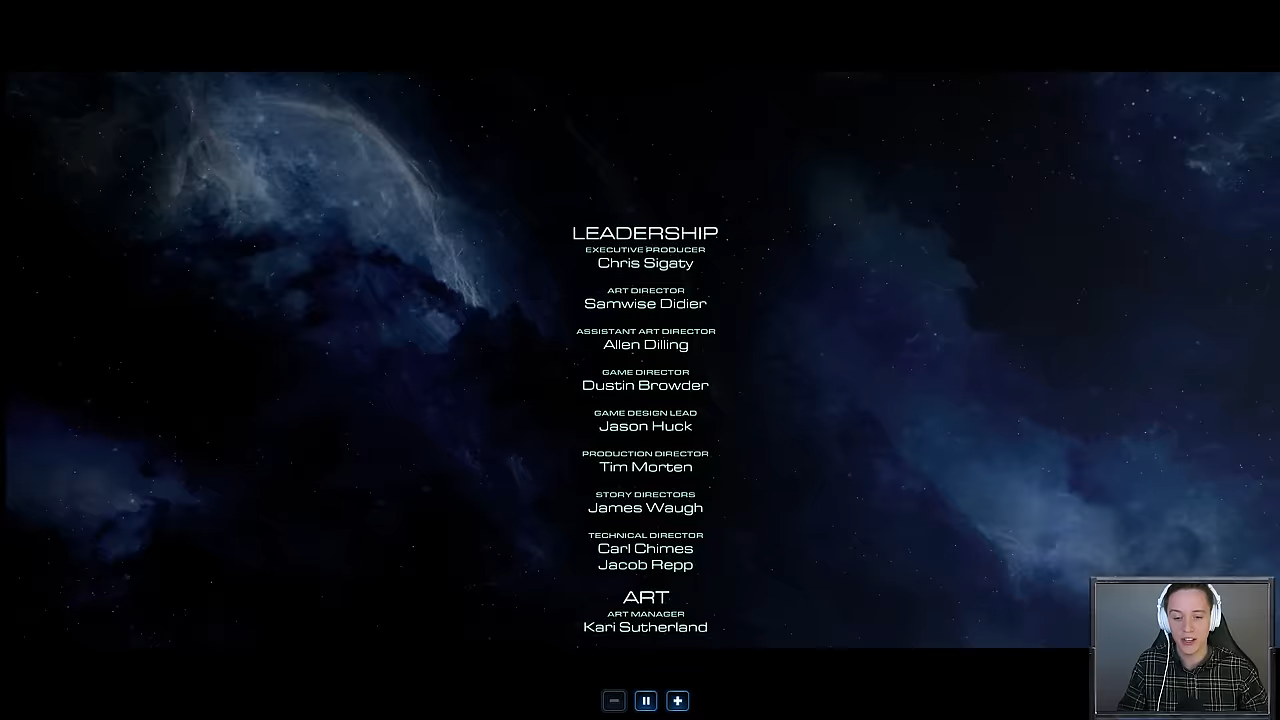 LEADERSHIP
EXECUTIVE PRODUCER
Chris Sigaty
ART DIRECTOR
Samwise Didier
ASSISTANT ART DIRECTOR
Allen Dilling
GAME DIRECTOR
Dustin Browder
GAME DESIGN LEAD
Jason Huck
PRODUCTION DIRECTOR
Tim Morten
STORY DIRECTORS
James Waugh
TECHNICAL DIRECTOR
Carl Chimes
Jacob Repp
ART
ART MANAGER
Kari Sutherland